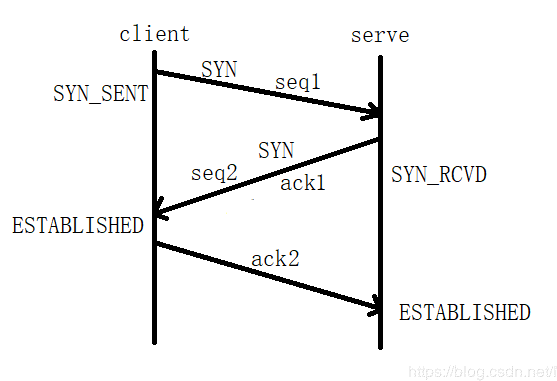 client
serve
SYN
seq1
SYN_SENT
SYN
seq2
ack1
SYN_RCVD
ESTABLISHED
ack2
ESTABLISHED
https://blog.csdn.net/